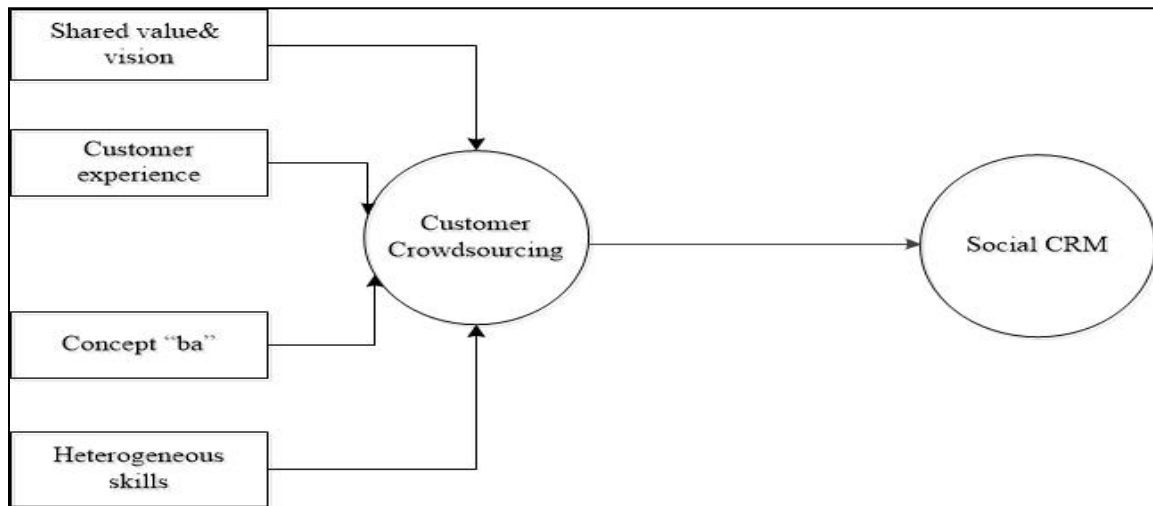 Shared value&
vision
Customer
experience
Customer
Crowdsourcing
Social CRM
Concept “ba”
Heterogeneous
skills